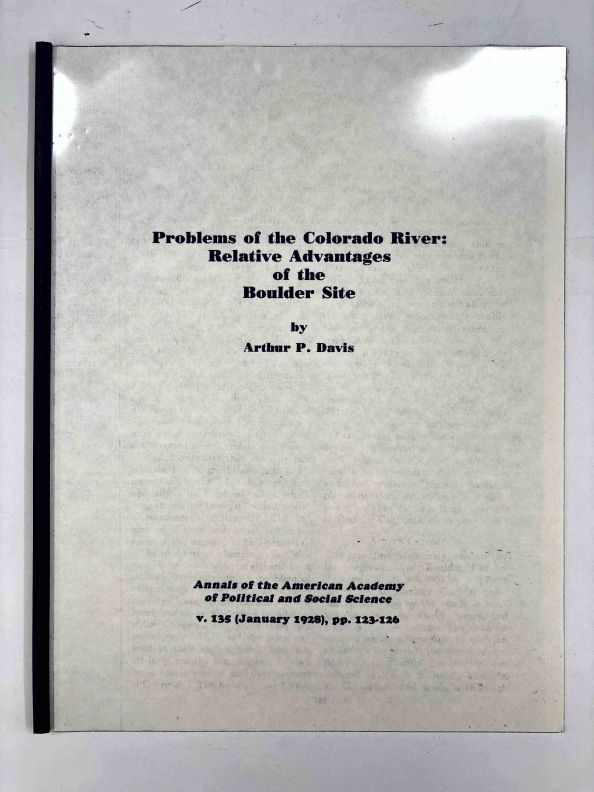 Problems of the Colorado River:
Relative Advantages
of the
Boulder Site
by
Arthur P. Davis
Annals of the American Academy
of Political and Social Science
v. 135 (January 1928), pp. 123-126